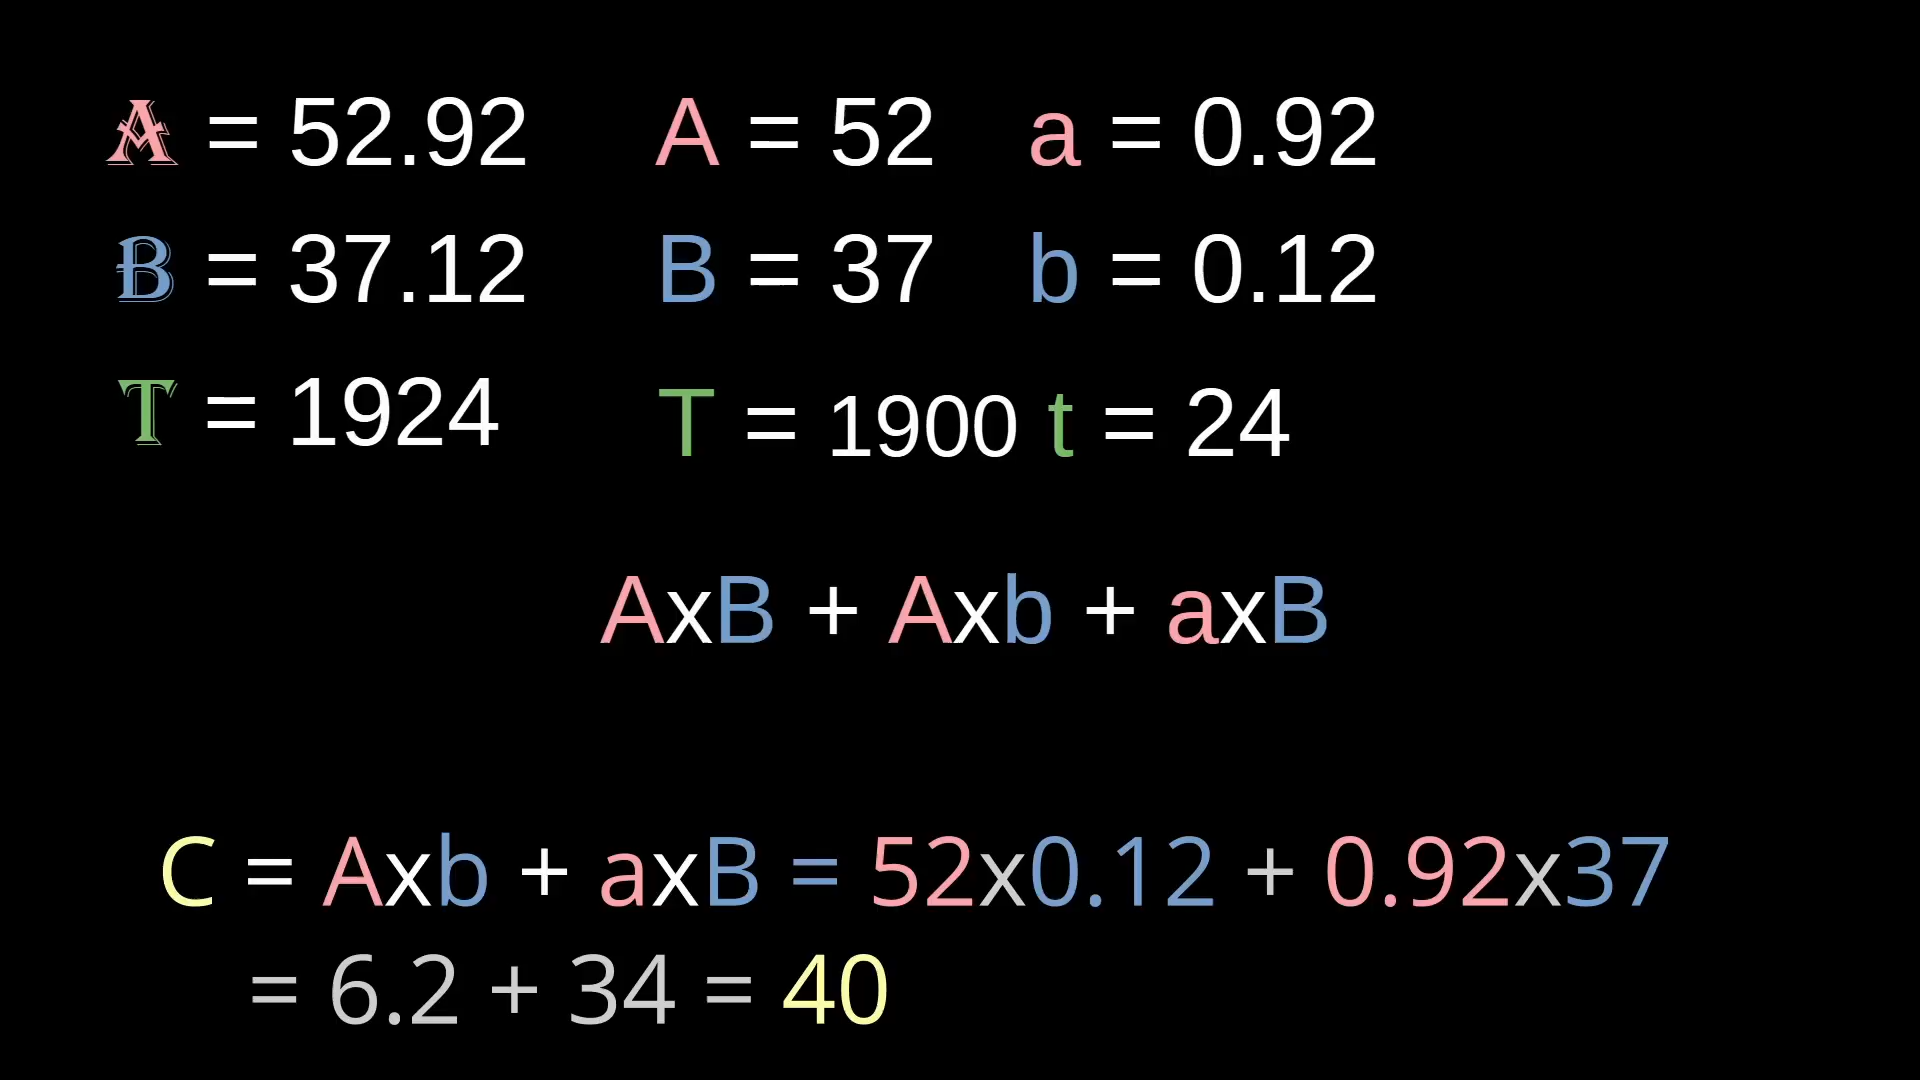 A = 52.92 A = 52 a = 0.92
B = 37.12 B = 37 b = 0.12
T = 1924 T = 1900 t = 24
AxB + Axb + axB
C = Axb + axB = 52x0.12 + 0.92x37
= 6.2 + 34 = 40